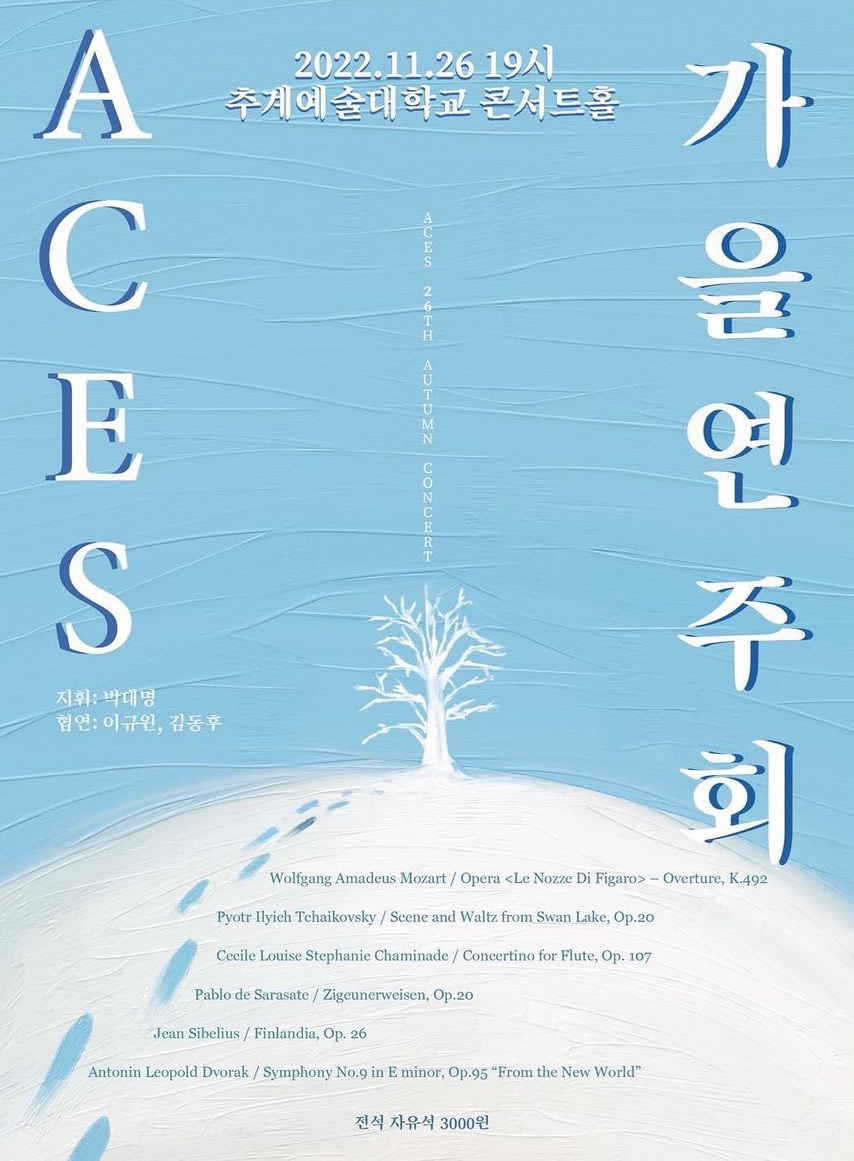 ACES
2022.11.26 19시
추계예술대학교 콘서트홀
가을연주회
ACES 26TH AUTUMN CONCERT
지휘: 박대명
협연: 이규원, 김동후
Wolfgang Amadeus Mozart / Opera <Le Nozze Di Figaro> – Overture, K.492
Pyotr Ilyich Tchaikovsky / Scene and Waltz from Swan Lake, Op.20
Cecile Louise Stephanie Chaminade / Concertino for Flute, Op. 107
Pablo de Sarasate / Zigeunerweisen, Op.20
Jean Sibelius / Finlandia, Op. 26
Antonin Leopold Dvorak / Symphony No.9 in E minor, Op.95 “From the New World”
전석 자유석 3000원